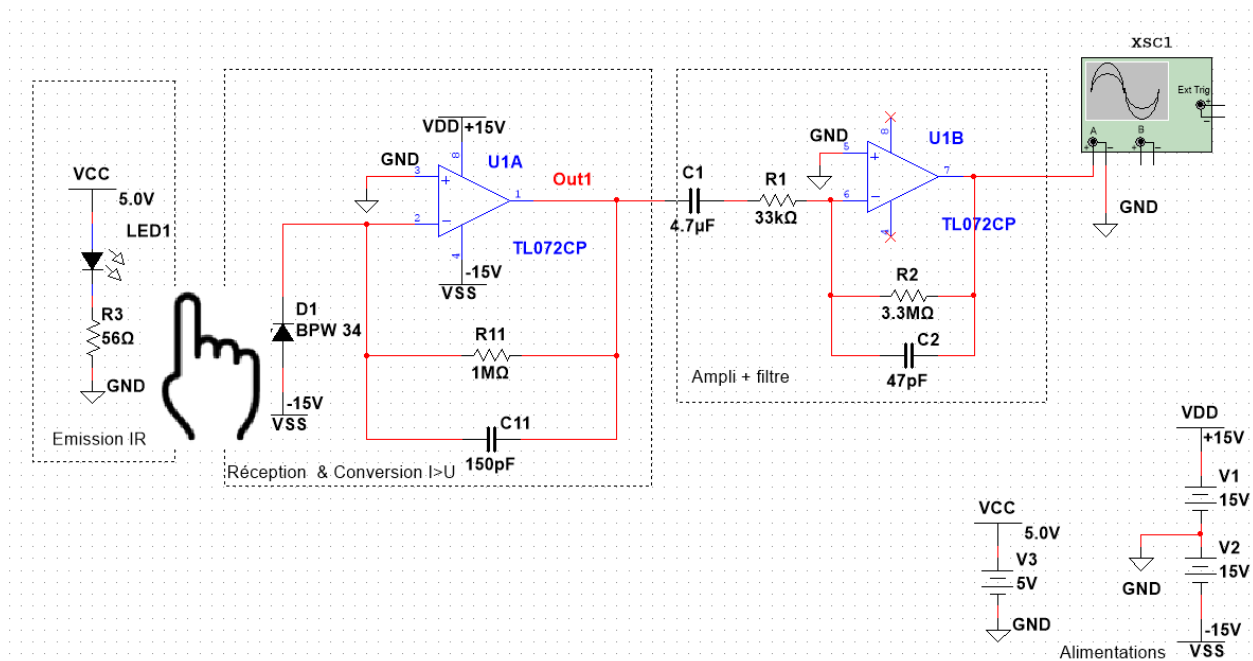 XSC1
Ext Trig
+
−
A
B
+ −
+ −
GND
VCC
5.0V
LED1
R3
56Ω
GND
Emission IR
VDD
+15V
GND
8
U1A
3
+
1
Out1
2
−
TL072CP
4
-15V
VSS
D1
BPW 34
-15V
VSS
R11
1MΩ
C11
150pF
Réception & Conversion I>U
C1
4.7µF
R1
33kΩ
GND
8
U1B
5
+
7
6
−
TL072CP
4
R2
3.3MΩ
C2
47pF
Ampli + filtre
VCC
5.0V
V3
5V
GND
VDD
+15V
V1
15V
V2
15V
GND
-15V
VSS
Alimentations